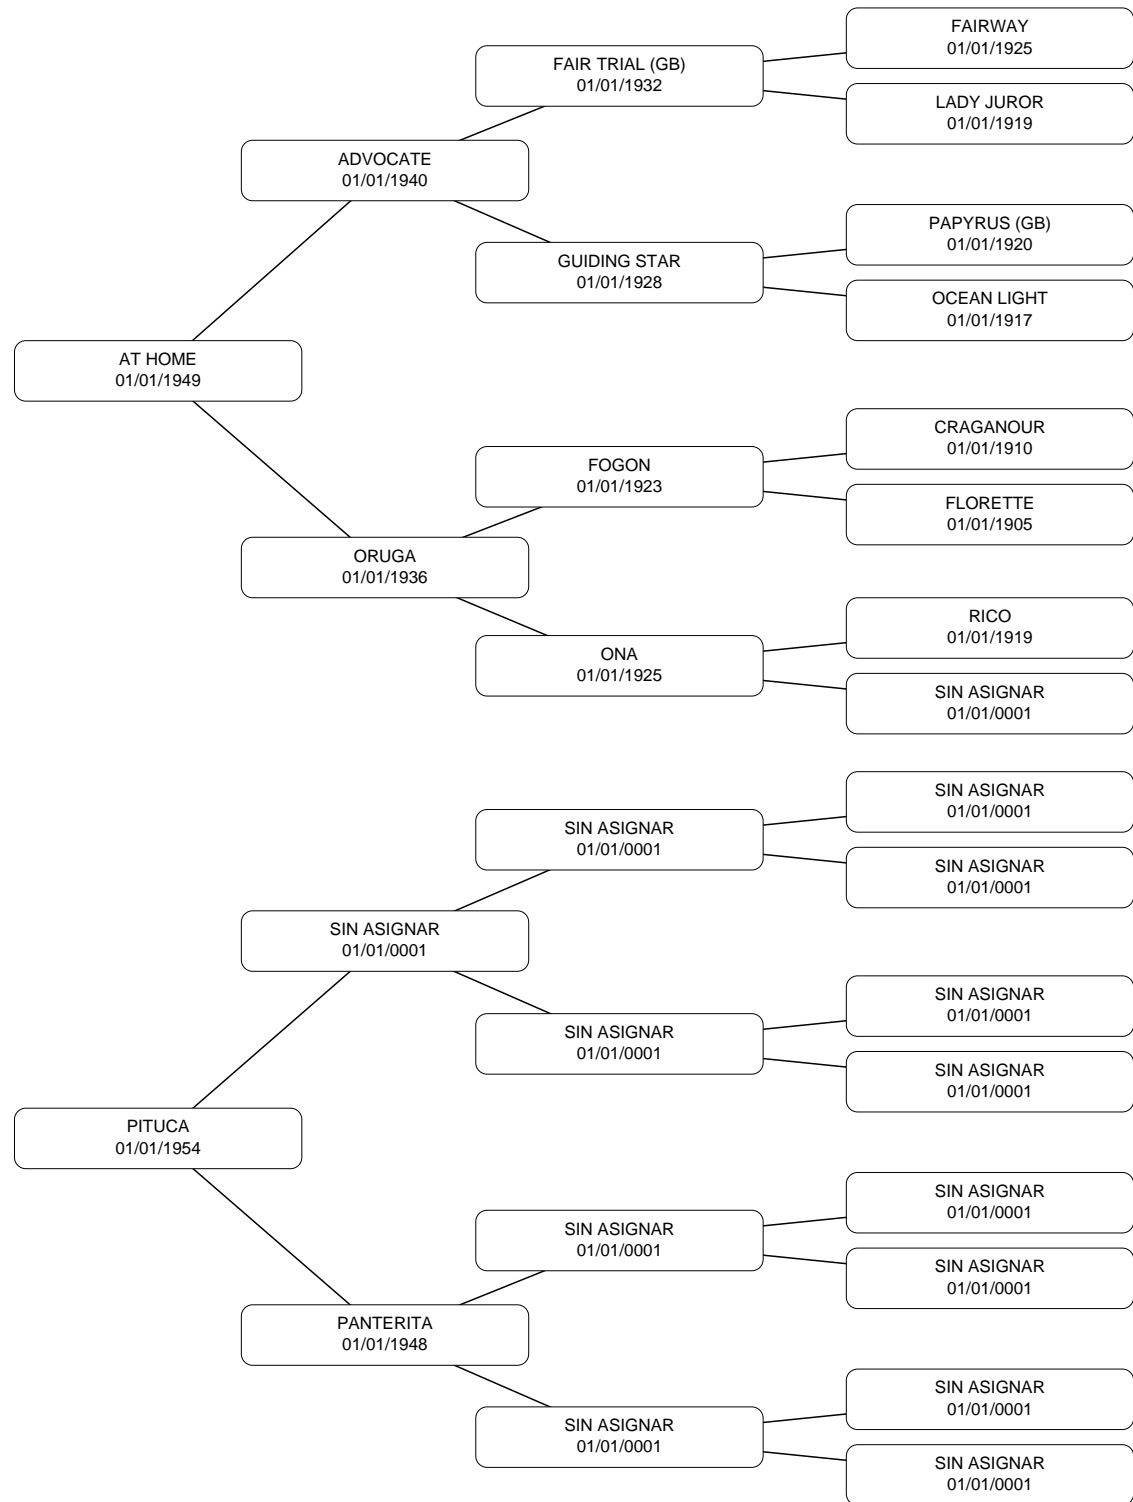 FAIRWAY
01/01/1925
FAIR TRIAL (GB)
01/01/1932
LADY JUROR
01/01/1919
ADVOCATE
01/01/1940
PAPYRUS (GB)
01/01/1920
GUIDING STAR
01/01/1928
OCEAN LIGHT
01/01/1917
AT HOME
01/01/1949
CRAGANOUR
01/01/1910
FOGON
01/01/1923
FLORETTE
01/01/1905
ORUGA
01/01/1936
RICO
01/01/1919
ONA
01/01/1925
SIN ASIGNAR
01/01/0001
SIN ASIGNAR
01/01/0001
SIN ASIGNAR
01/01/0001
SIN ASIGNAR
01/01/0001
SIN ASIGNAR
01/01/0001
SIN ASIGNAR
01/01/0001
SIN ASIGNAR
01/01/0001
SIN ASIGNAR
01/01/0001
PITUCA
01/01/1954
SIN ASIGNAR
01/01/0001
SIN ASIGNAR
01/01/0001
SIN ASIGNAR
01/01/0001
PANTERITA
01/01/1948
SIN ASIGNAR
01/01/0001
SIN ASIGNAR
01/01/0001
SIN ASIGNAR
01/01/0001